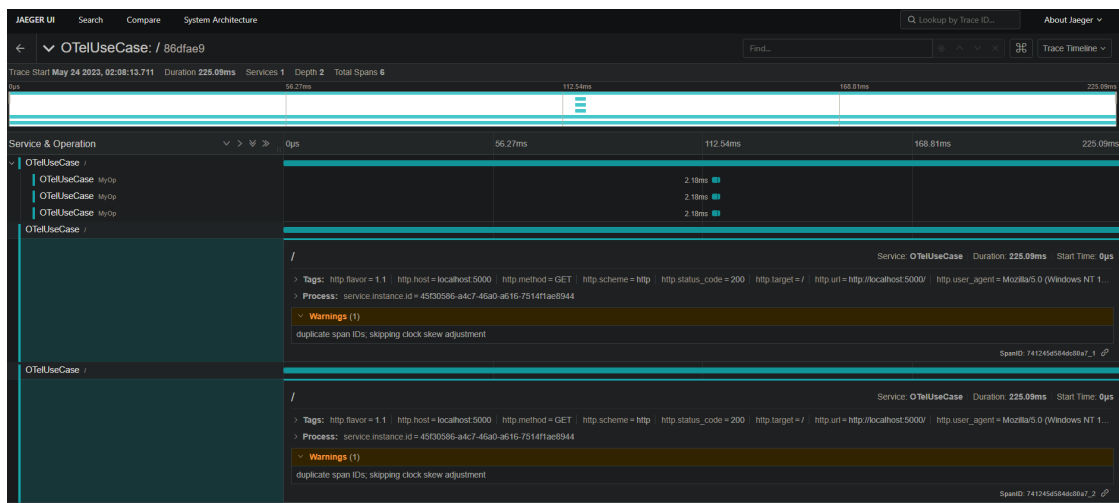 JAEGER UI Search Compare System Architecture Lookup by Trace ID... About Jaeger
OTelUseCase: / 86dfae9 Find... Trace Timeline
Trace Start May 24 2023, 02:08:13.711 Duration 225.09ms Services 1 Depth 2 Total Spans 6
0μs 56.27ms 112.54ms 168.81ms 225.09ms
Service & Operation 0μs 56.27ms 112.54ms 168.81ms 225.09ms
OTelUseCase /
OTelUseCase MyOp 2.18ms
OTelUseCase MyOp 2.18ms
OTelUseCase MyOp 2.18ms
OTelUseCase /
/ Service: OTelUseCase Duration: 225.09ms Start Time: 0μs
Tags: http.flavor = 1.1 http.host = localhost:5000 http.method = GET http.scheme = http http.status_code = 200 http.target = / http.url = http://localhost:5000/ http.user_agent = Mozilla/5.0 (Windows NT 1...
Process: service.instance.id = 45f30586-a4c7-46a0-a616-7514f1ae8944
Warnings (1)
duplicate span IDs; skipping clock skew adjustment
SpanID: 741245d584dc80a7_1
OTelUseCase /
/ Service: OTelUseCase Duration: 225.09ms Start Time: 0μs
Tags: http.flavor = 1.1 http.host = localhost:5000 http.method = GET http.scheme = http http.status_code = 200 http.target = / http.url = http://localhost:5000/ http.user_agent = Mozilla/5.0 (Windows NT 1...
Process: service.instance.id = 45f30586-a4c7-46a0-a616-7514f1ae8944
Warnings (1)
duplicate span IDs; skipping clock skew adjustment
SpanID: 741245d584dc80a7_2